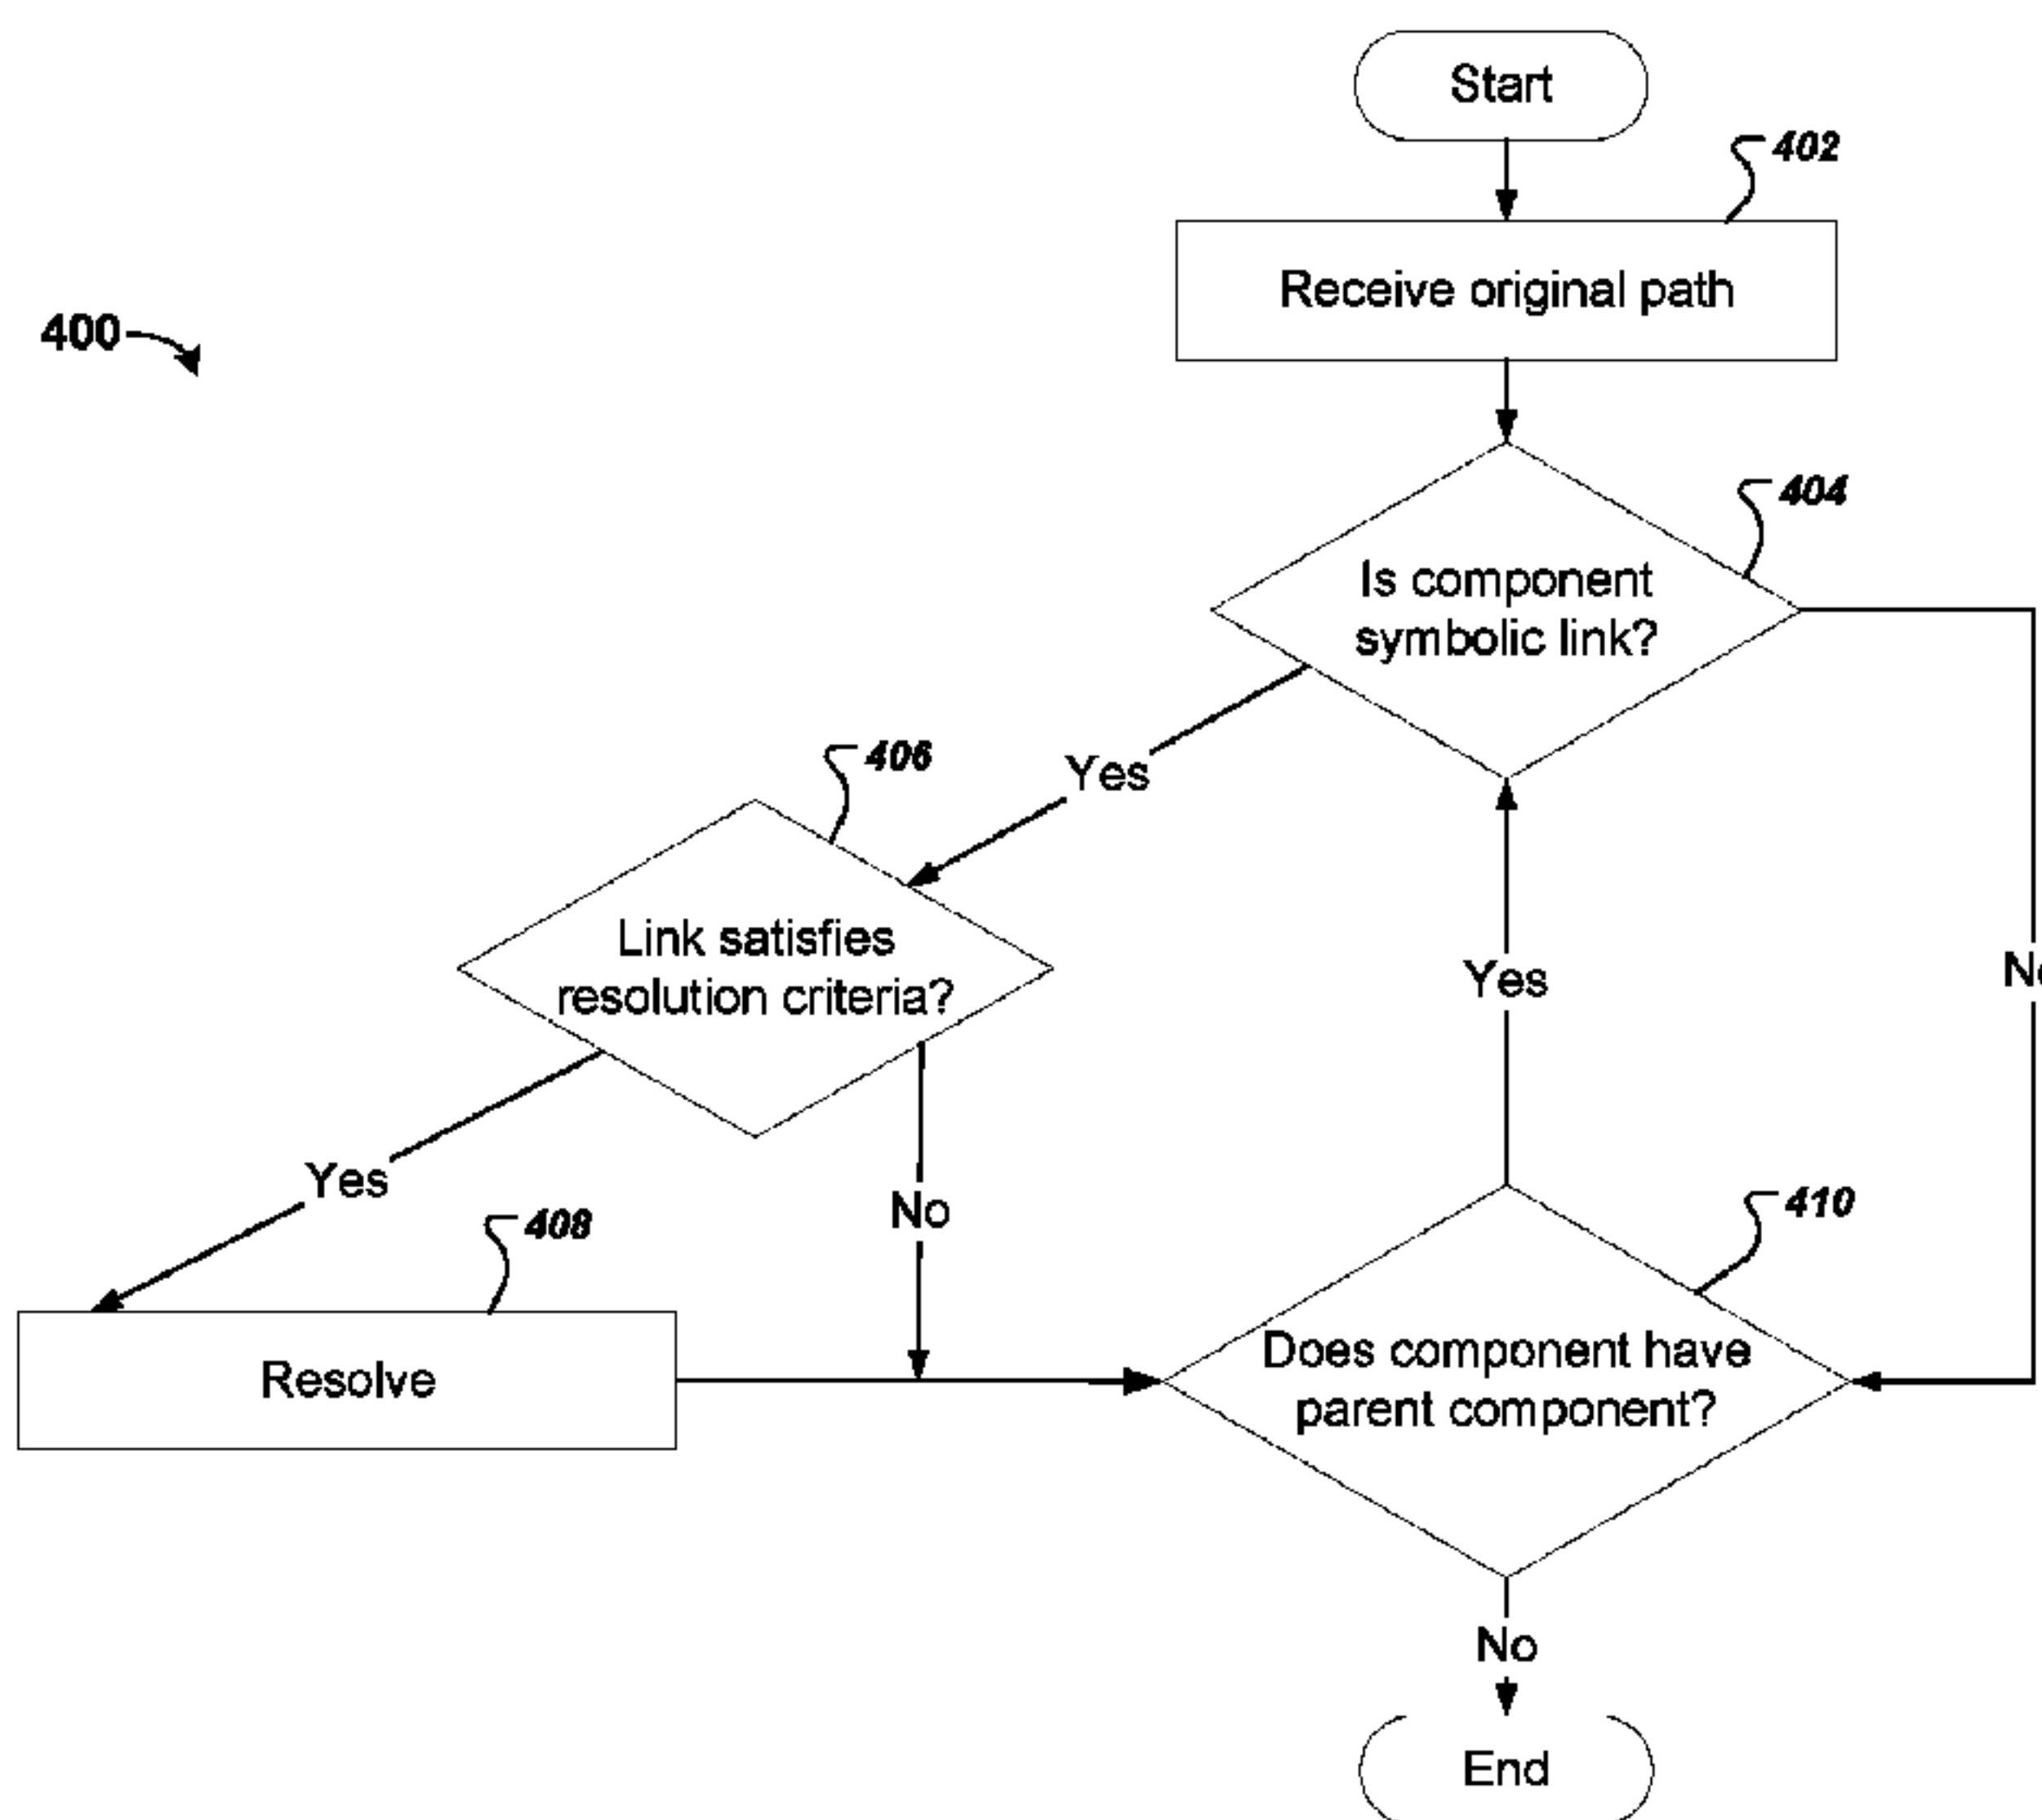 Start
402
Receive original path
400
404
Is component
symbolic link?
Yes
406
Link satisfies
resolution criteria?
Yes
No
Yes
No
408
410
Resolve
Does component have
parent component?
No
End